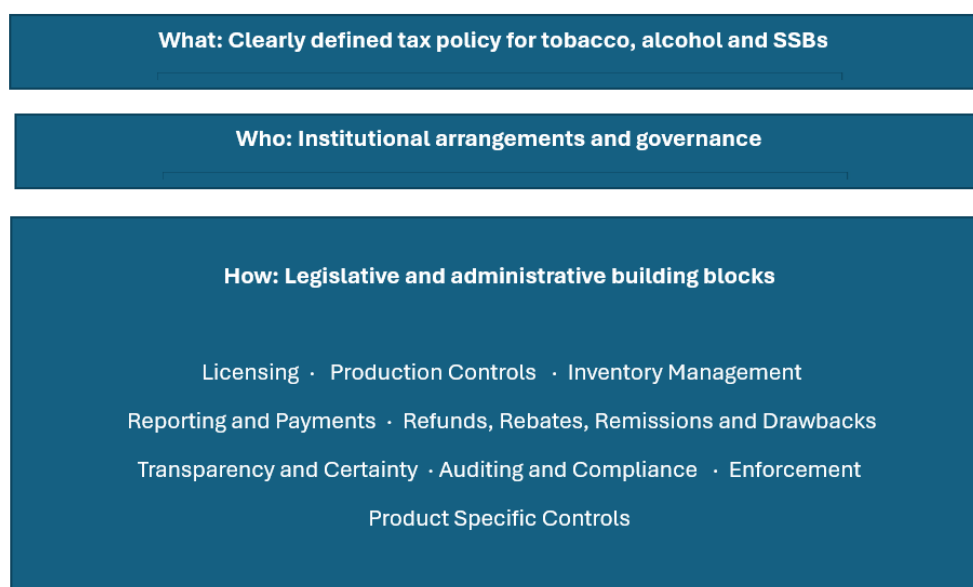 What: Clearly defined tax policy for tobacco, alcohol and SSBs
Who: Institutional arrangements and governance
How: Legislative and administrative building blocks
Licensing · Production Controls · Inventory Management
Reporting and Payments · Refunds, Rebates, Remissions and Drawbacks
Transparency and Certainty · Auditing and Compliance · Enforcement
Product Specific Controls